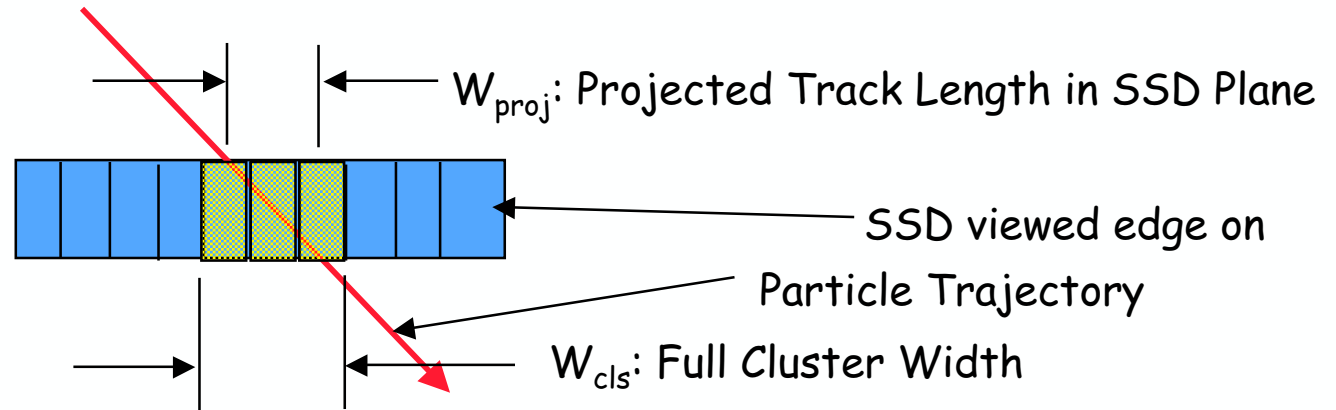 W_proj: Projected Track Length in SSD Plane
SSD viewed edge on
Particle Trajectory
W_cls: Full Cluster Width